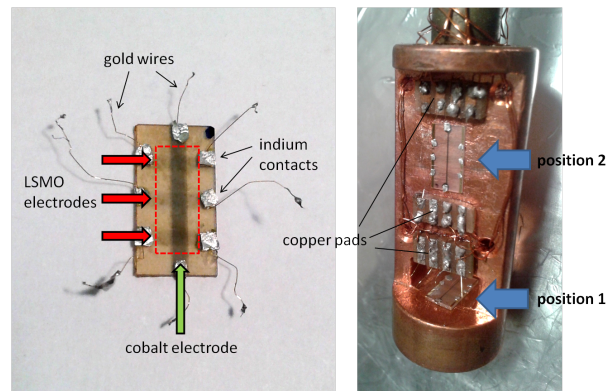 gold wires
indium
contacts
LSMO
electrodes
cobalt electrode
position 2
copper pads
position 1